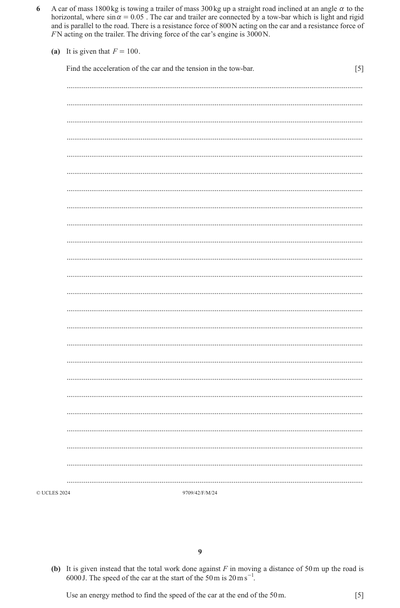 6 A car of mass 1800 kg is towing a trailer of mass 300 kg up a straight road inclined at an angle α to the
horizontal, where sin α = 0.05 . The car and trailer are connected by a tow-bar which is light and rigid
and is parallel to the road. There is a resistance force of 800 N acting on the car and a resistance force of
F N acting on the trailer. The driving force of the car's engine is 3000 N.
(a) It is given that F = 100.
Find the acceleration of the car and the tension in the tow-bar. [5]
© UCLES 2024 9709/42/F/M/24
9
(b) It is given instead that the total work done against F in moving a distance of 50 m up the road is
6000 J. The speed of the car at the start of the 50 m is 20 m s⁻¹.
Use an energy method to find the speed of the car at the end of the 50 m. [5]